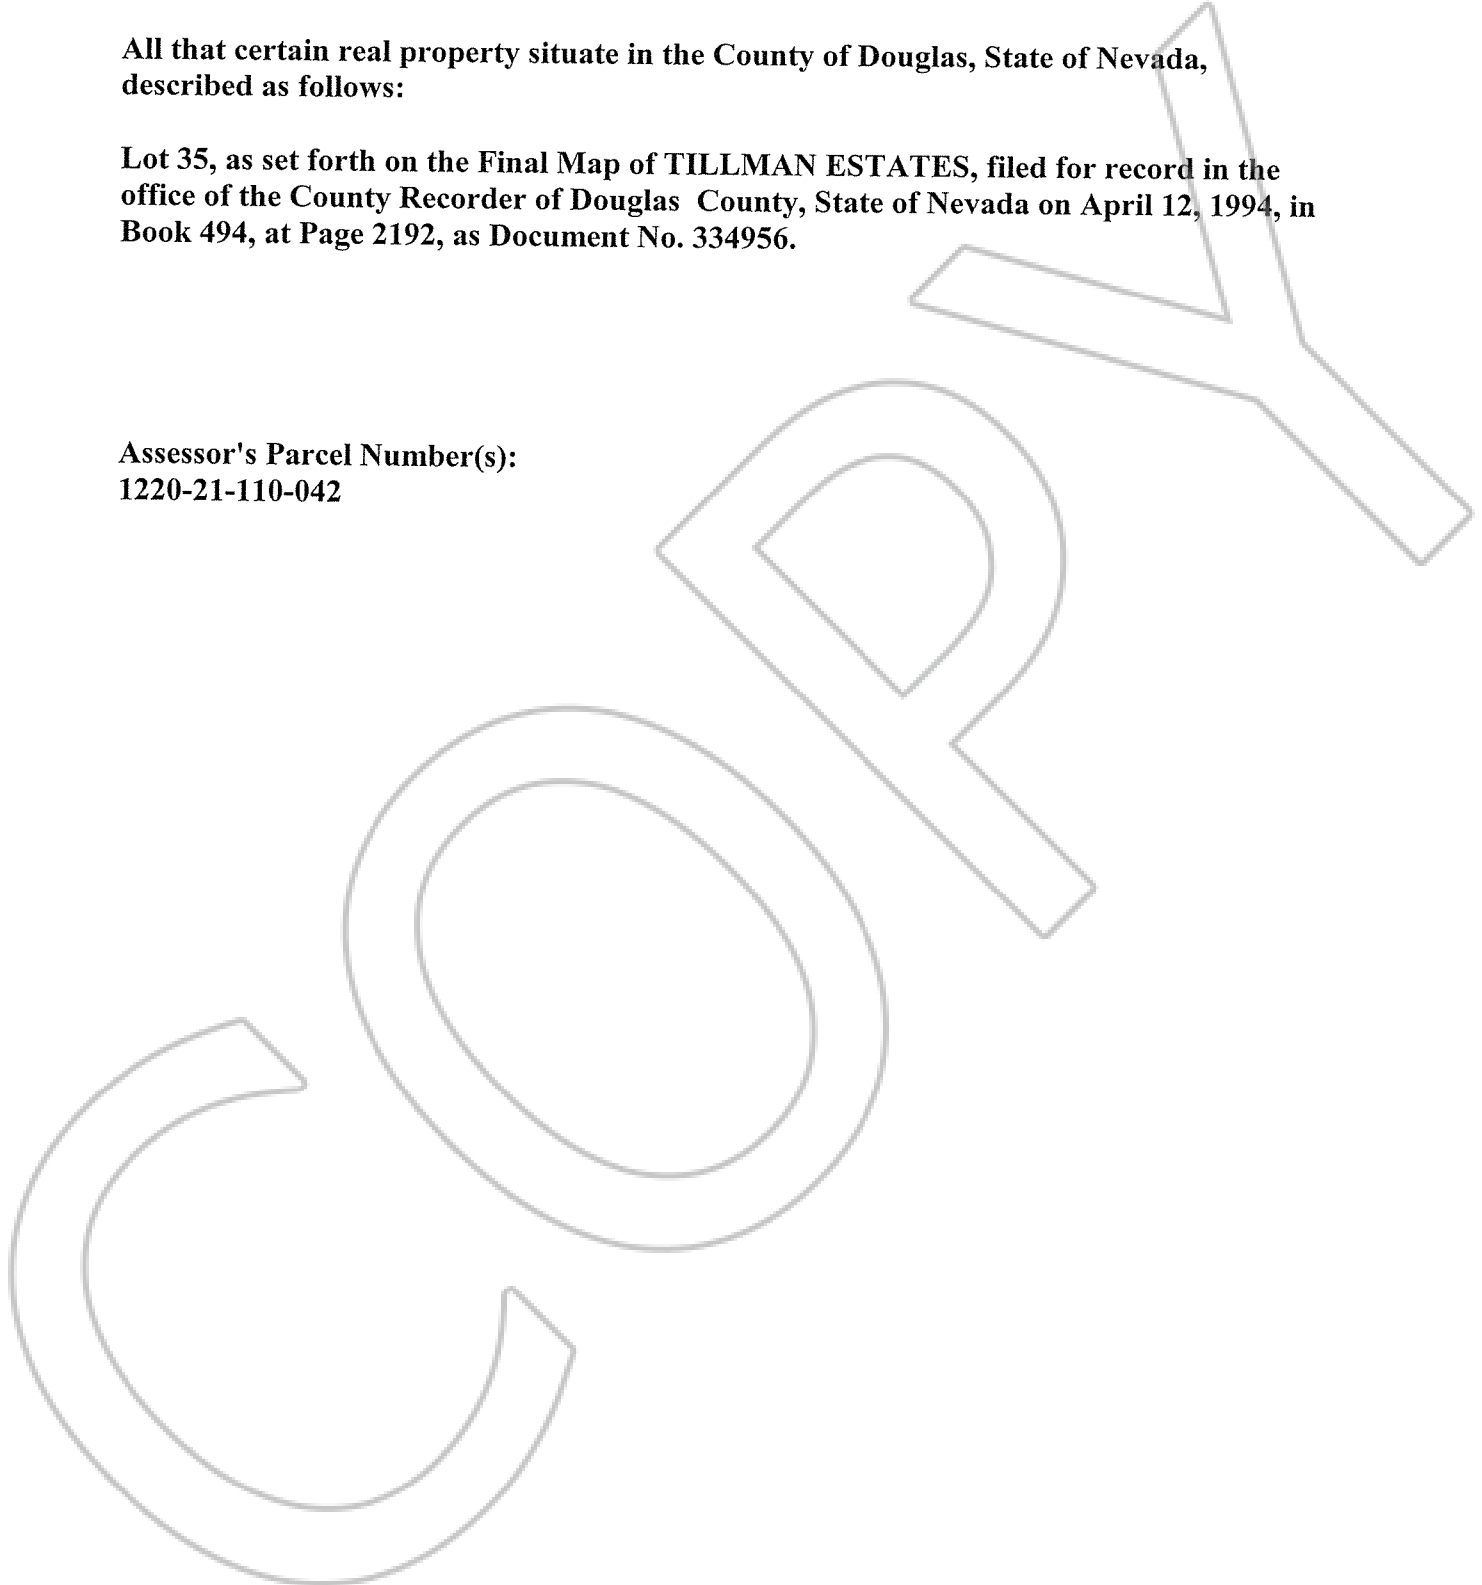 All that certain real property situate in the County of Douglas, State of Nevada,
described as follows:
Lot 35, as set forth on the Final Map of TILLMAN ESTATES, filed for record in the
office of the County Recorder of Douglas  County, State of Nevada on April 12, 1994, in
Book 494, at Page 2192, as Document No. 334956.
Assessor's Parcel Number(s):
1220-21-110-042
COPY